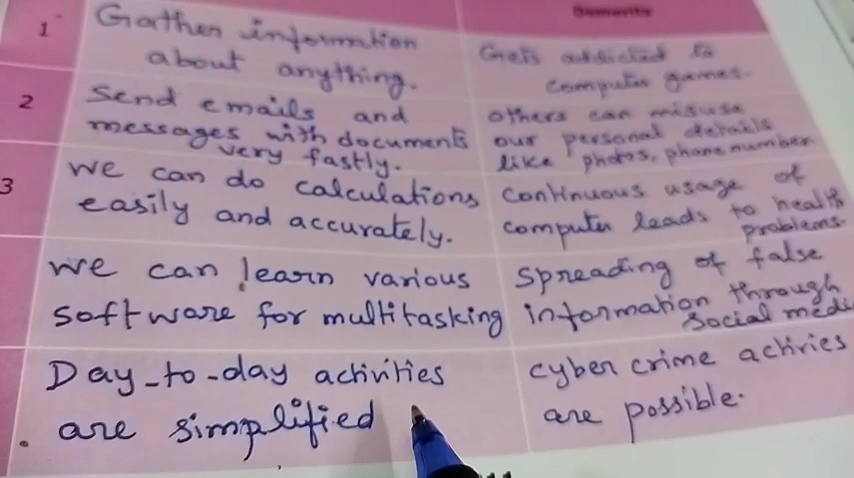 Demerits
1 Gather information
about anything.
Gets addicted to
computer games.
2 Send emails and
messages with documents
very fastly.
others can misuse
our personal details
like photos, phone number
3 we can do calculations
easily and accurately.
continuous usage of
computer leads to health
problems.
we can learn various
software for multitasking
spreading of false
information through
social media
Day-to-day activities
are simplified
cyber crime activies
are possible.